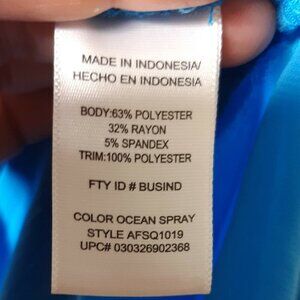 MADE IN INDONESIA/
HECHO EN INDONESIA
BODY:63% POLYESTER
32% RAYON
5% SPANDEX
TRIM:100% POLYESTER
FTY ID # BUSIND
COLOR OCEAN SPRAY
STYLE AFSQ1019
UPC# 030326902368